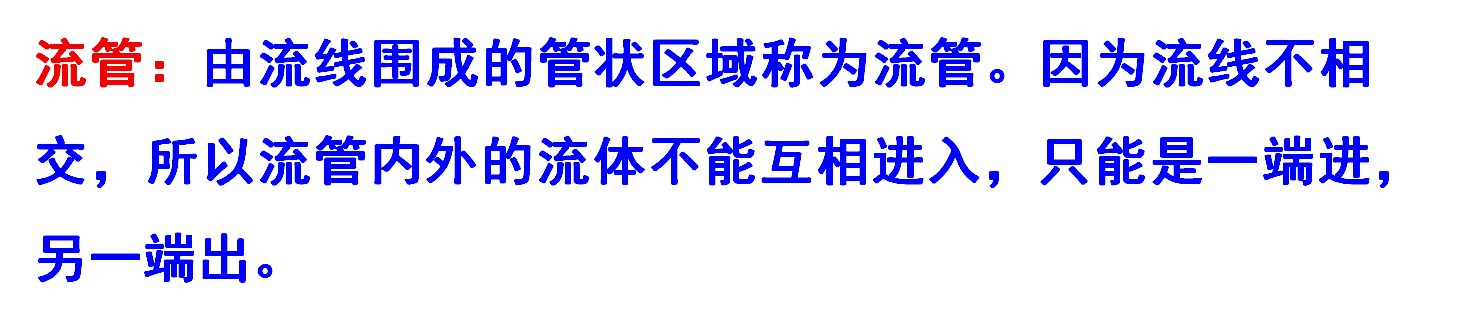 流管：由流线围成的管状区域称为流管。因为流线不相
交，所以流管内外的流体不能互相进入，只能是一端进，
另一端出。